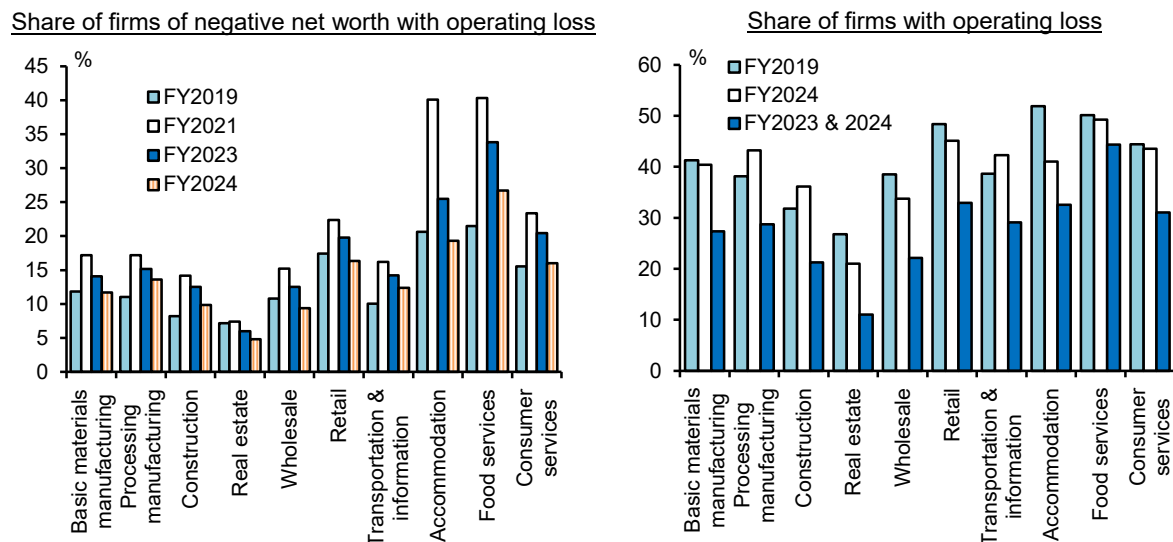 Share of firms of negative net worth with operating loss
%
45
40
35
30
25
20
15
10
5
0
FY2019
FY2021
FY2023
FY2024
Basic materials
manufacturing
Processing
manufacturing
Construction
Real estate
Wholesale
Retail
Transportation &
information
Accommodation
Food services
Consumer
services
Share of firms with operating loss
%
60
50
40
30
20
10
0
FY2019
FY2024
FY2023 & 2024
Basic materials
manufacturing
Processing
manufacturing
Construction
Real estate
Wholesale
Retail
Transportation &
information
Accommodation
Food services
Consumer
services